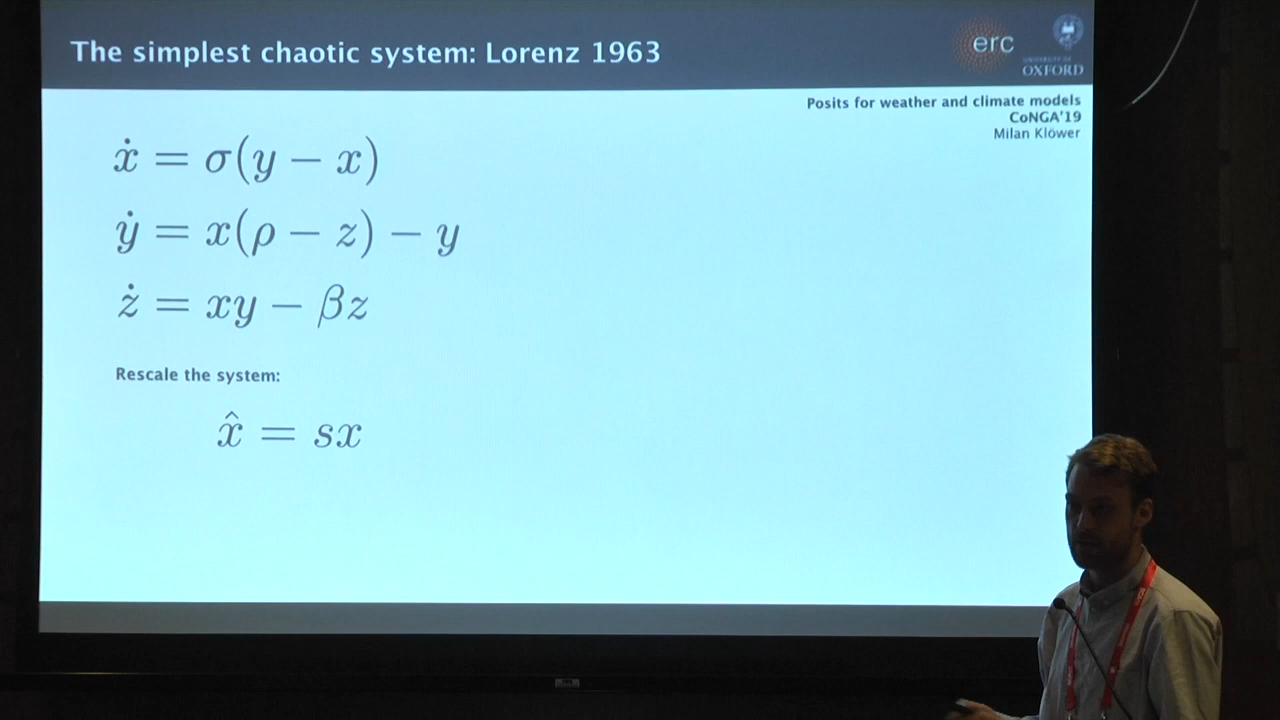 The simplest chaotic system: Lorenz 1963
erc
UNIVERSITY OF
OXFORD
Posits for weather and climate models
CoNGA'19
Milan Klöwer
ẋ = σ(y − x)
ẏ = x(ρ − z) − y
ż = xy − βz
Rescale the system:
x̂ = sx